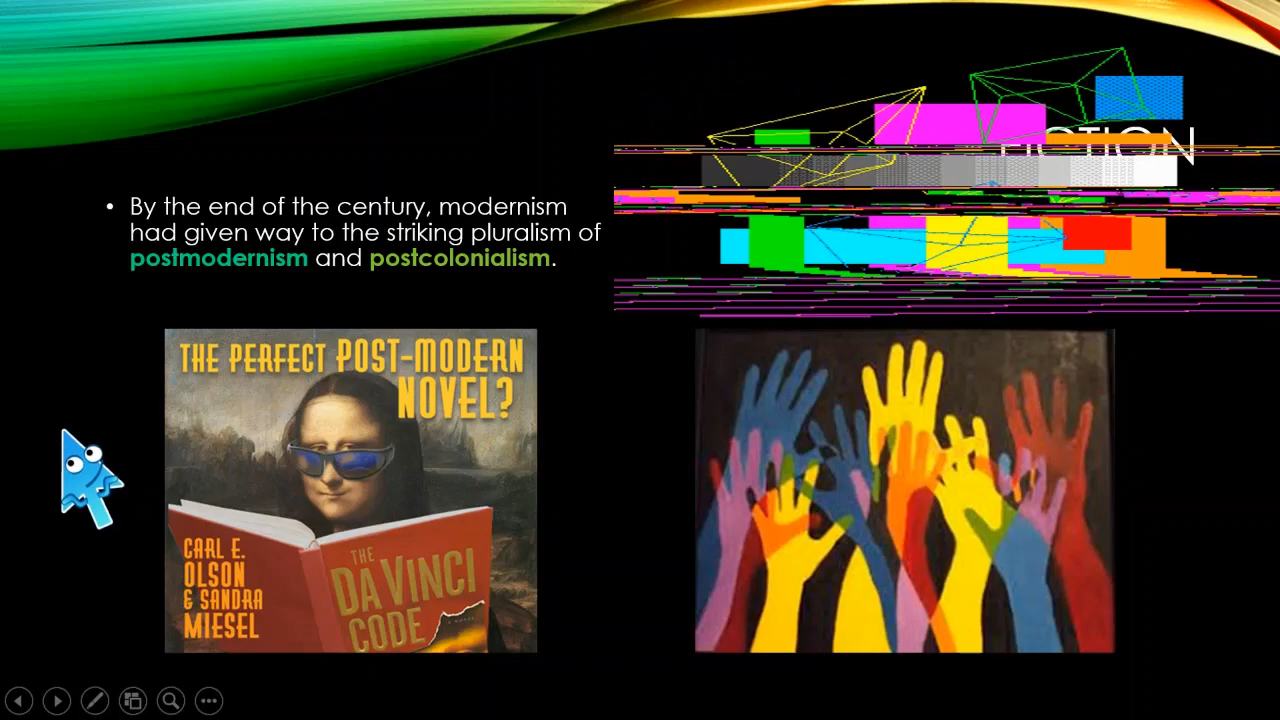 FICTION
• By the end of the century, modernism
had given way to the striking pluralism of
postmodernism and postcolonialism.
THE PERFECT POST-MODERN
NOVEL?
CARL E.
OLSON
& SANDRA
MIESEL
THE
DA VINCI
CODE
A NOVEL